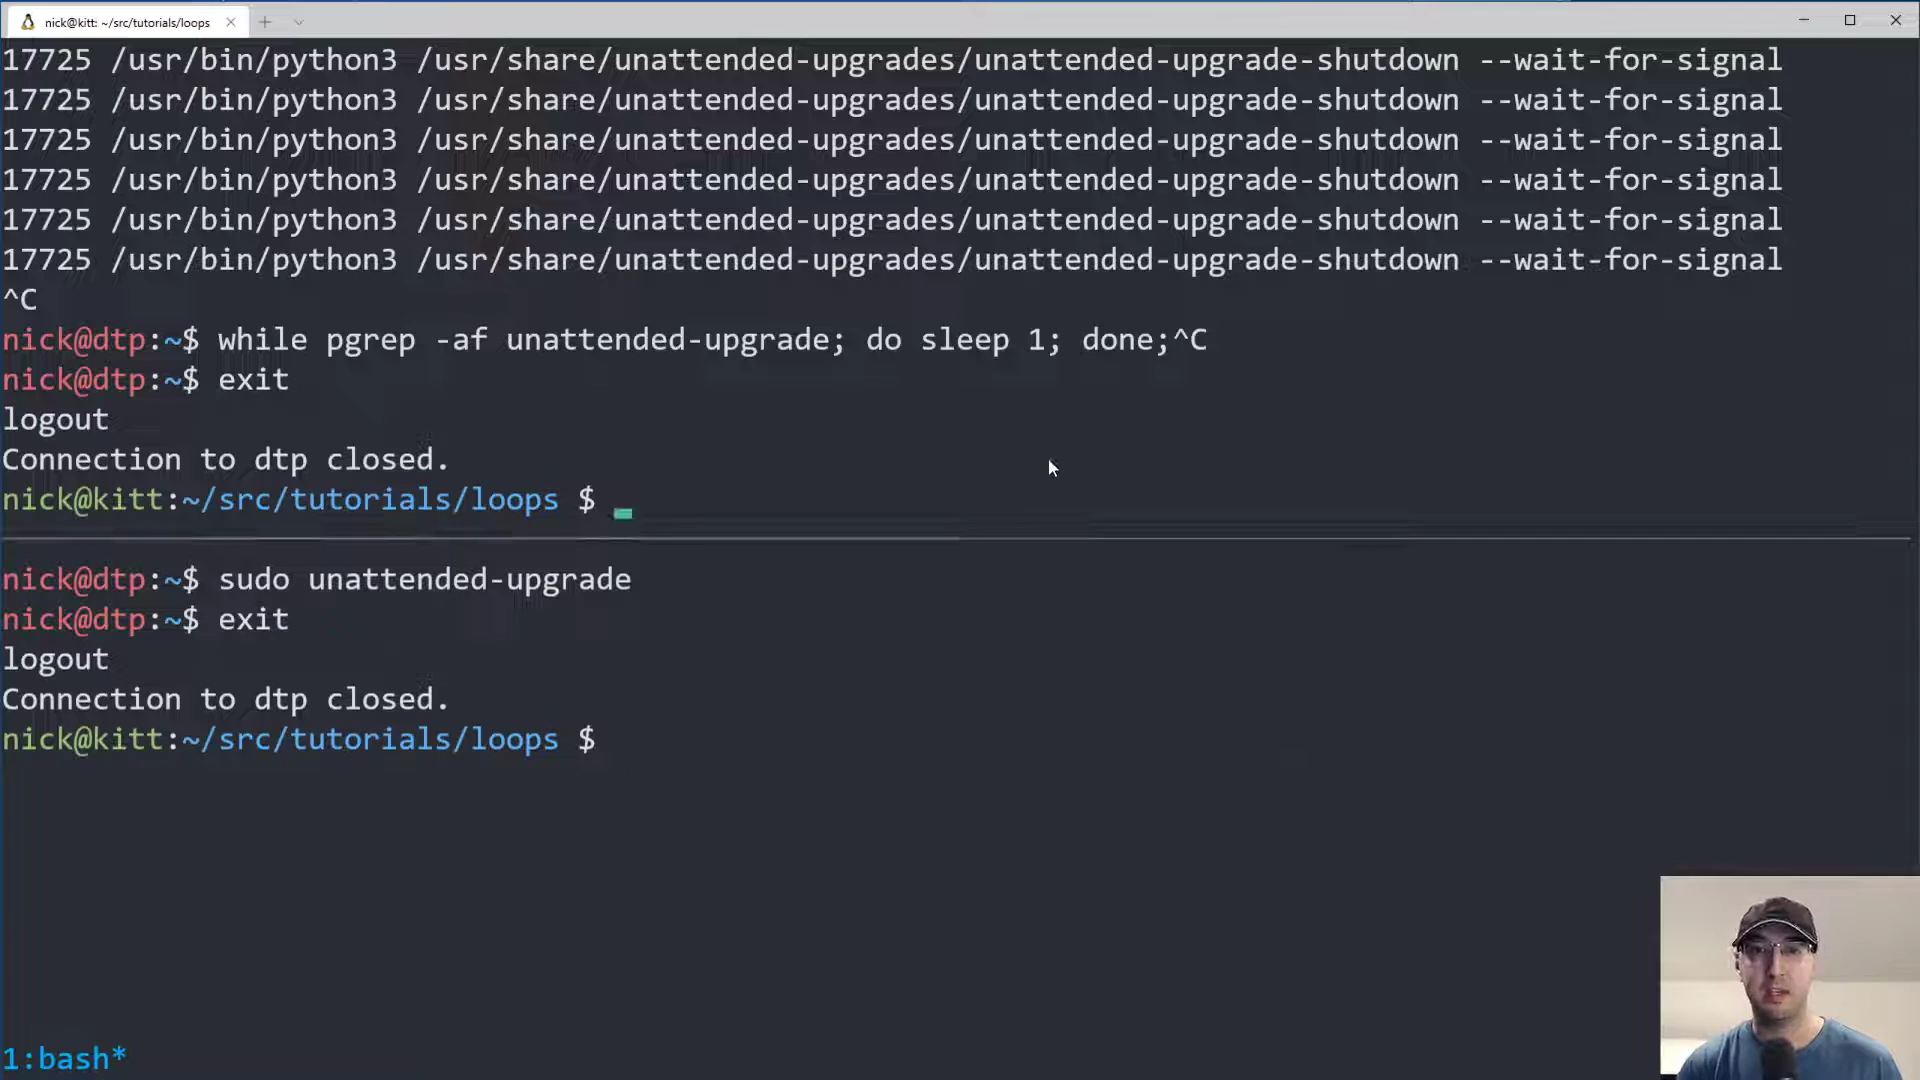 nick@kitt: ~/src/tutorials/loops
17725 /usr/bin/python3 /usr/share/unattended-upgrades/unattended-upgrade-shutdown --wait-for-signal
17725 /usr/bin/python3 /usr/share/unattended-upgrades/unattended-upgrade-shutdown --wait-for-signal
17725 /usr/bin/python3 /usr/share/unattended-upgrades/unattended-upgrade-shutdown --wait-for-signal
17725 /usr/bin/python3 /usr/share/unattended-upgrades/unattended-upgrade-shutdown --wait-for-signal
17725 /usr/bin/python3 /usr/share/unattended-upgrades/unattended-upgrade-shutdown --wait-for-signal
17725 /usr/bin/python3 /usr/share/unattended-upgrades/unattended-upgrade-shutdown --wait-for-signal
^C
nick@dtp:~$ while pgrep -af unattended-upgrade; do sleep 1; done;^C
nick@dtp:~$ exit
logout
Connection to dtp closed.
nick@kitt:~/src/tutorials/loops $
nick@dtp:~$ sudo unattended-upgrade
nick@dtp:~$ exit
logout
Connection to dtp closed.
nick@kitt:~/src/tutorials/loops $
1:bash*